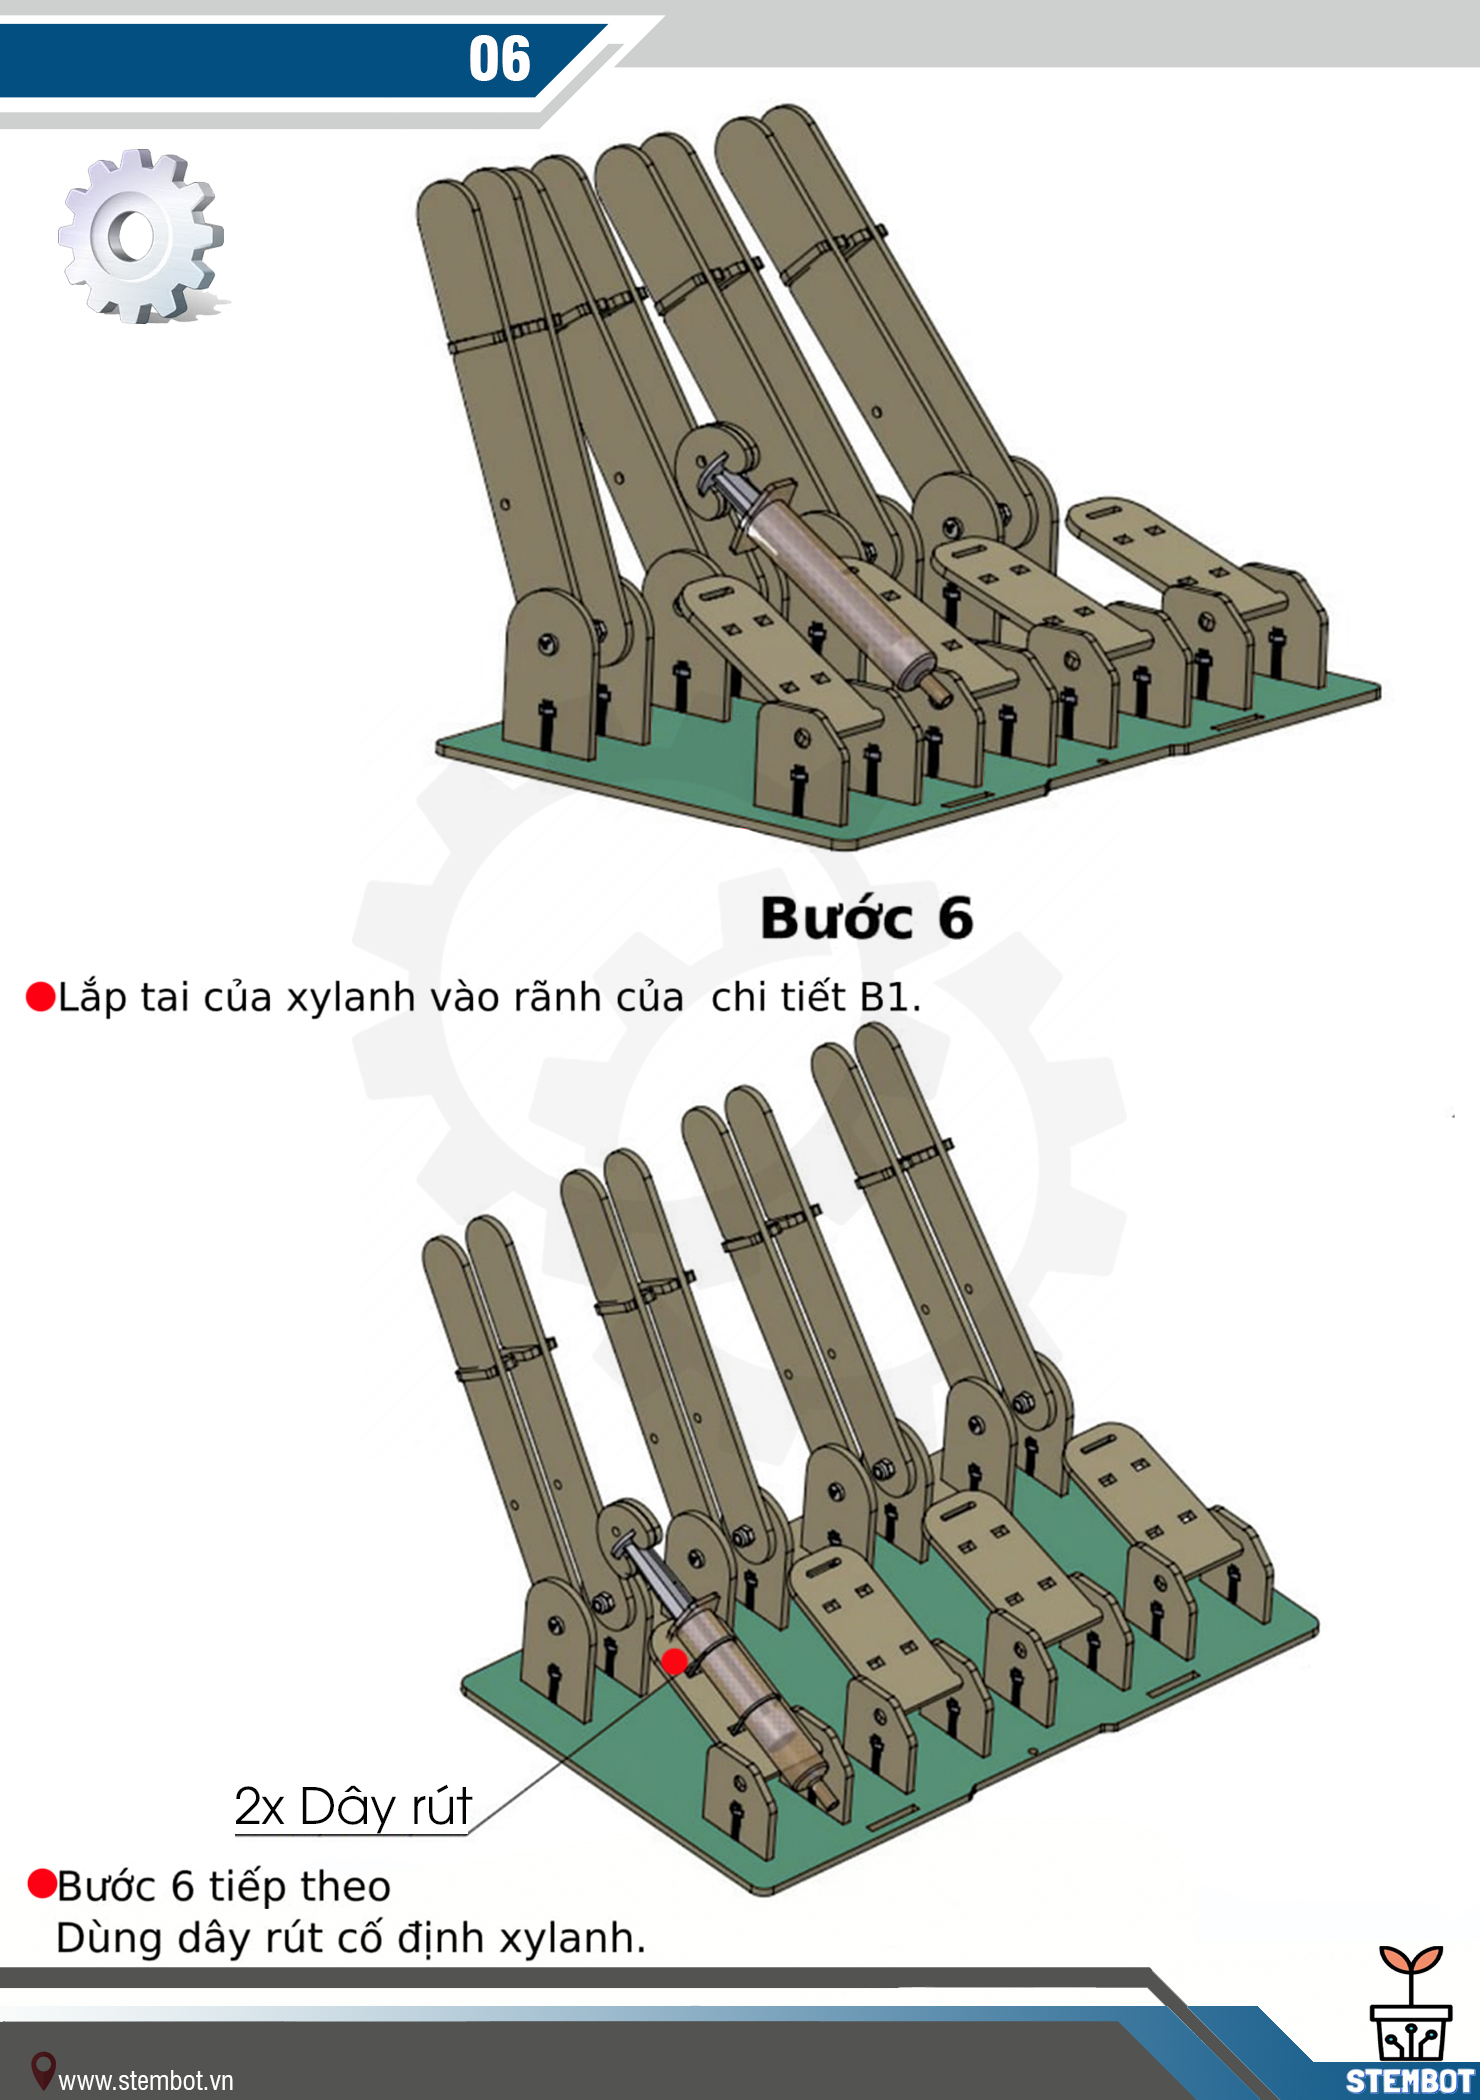 06
Bước 6
Lắp tai của xylanh vào rãnh của chi tiết B1.
2x Dây rút
Bước 6 tiếp theo
Dùng dây rút cố định xylanh.
www.stembot.vn
STEMBOT